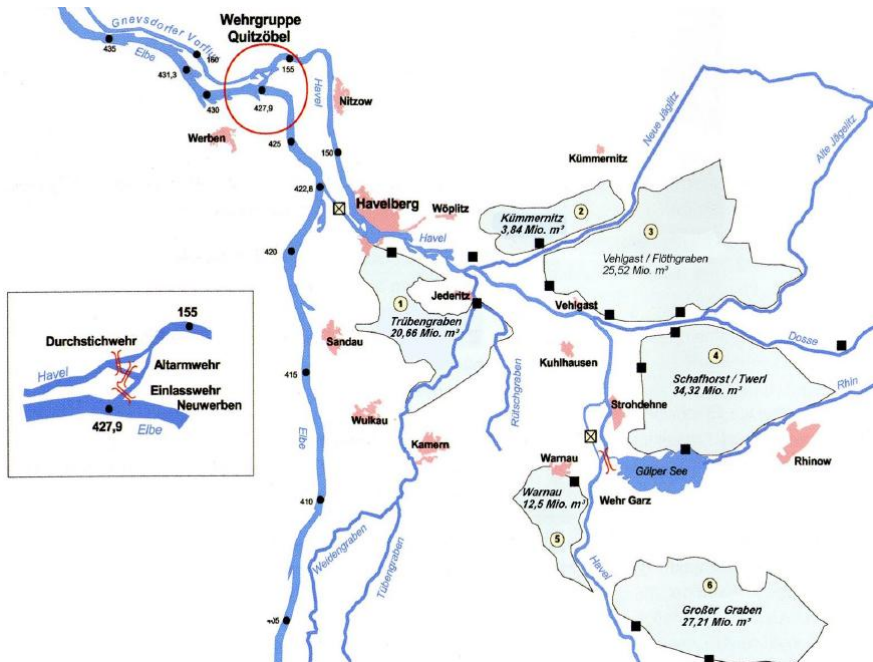 Wehrgruppe
Quitzöbel
Gnevsdorfer Vorflut
Elbe
435
160
155
431,3
430
427,9
Havel
Nitzow
Werben
425
150
422,8
Havelberg
Wöplitz
Havel
420
Neue Jäglitz
Alte Jägelitz
Kümmernitz
2
Kümmernitz
3,84 Mio. m³
3
Vehlgast / Flöthgraben
25,52 Mio. m³
1
Jederitz
Trübengraben
20,66 Mio. m³
Vehlgast
Sandau
Kuhlhausen
Dosse
4
Schafhorst / Twerl
34,32 Mio. m³
Rhin
415
Elbe
Rütschgraben
Strohdehne
Wulkau
Kamern
Rhinow
Warnau
Gülper See
Wehr Garz
Warnau
12,5 Mio. m³
5
410
Weidengraben
Tübengraben
Havel
6
Großer Graben
27,21 Mio. m³
155
Durchstichwehr
Havel
Altarmwehr
Einlasswehr
Neuwerben
427,9
Elbe